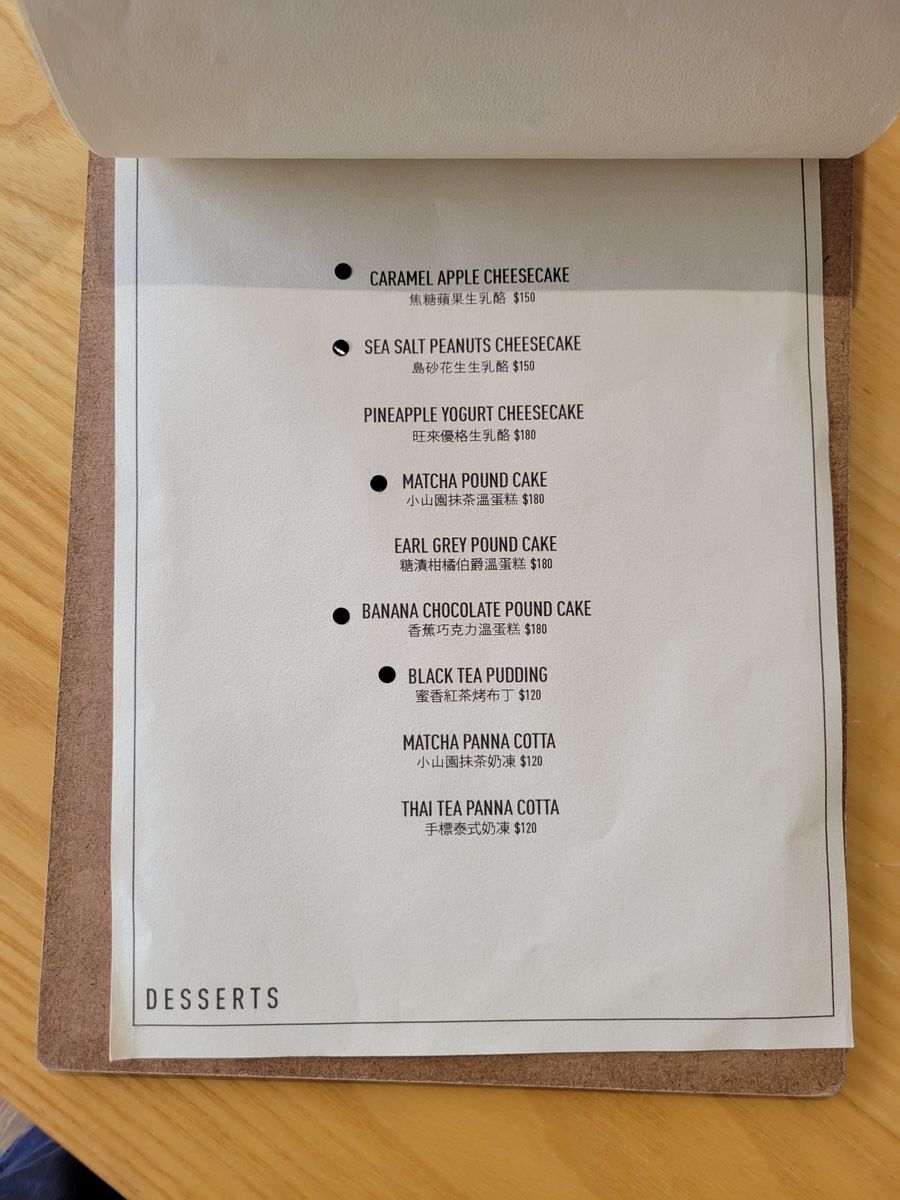 CARAMEL APPLE CHEESECAKE
焦糖蘋果生乳酪 $150
SEA SALT PEANUTS CHEESECAKE
島砂花生生乳酪 $150
PINEAPPLE YOGURT CHEESECAKE
旺來優格生乳酪 $180
MATCHA POUND CAKE
小山園抹茶溫蛋糕 $180
EARL GREY POUND CAKE
糖漬柑橘伯爵溫蛋糕 $180
BANANA CHOCOLATE POUND CAKE
香蕉巧克力溫蛋糕 $180
BLACK TEA PUDDING
蜜香紅茶烤布丁 $120
MATCHA PANNA COTTA
小山園抹茶奶凍 $120
THAI TEA PANNA COTTA
手標泰式奶凍 $120
DESSERTS